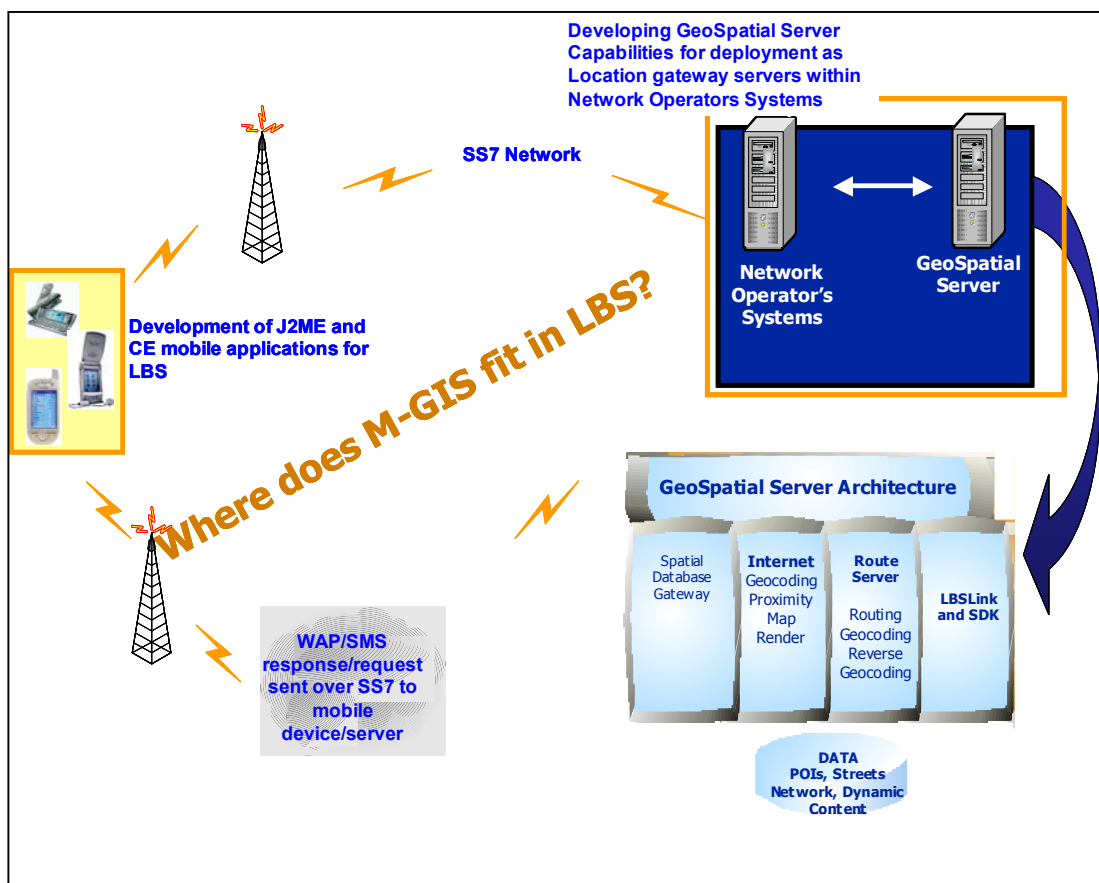 Developing GeoSpatial Server
Capabilities for deployment as
Location gateway servers within
Network Operators Systems
SS7 Network
Network
Operator's
Systems
GeoSpatial
Server
Development of J2ME and
CE mobile applications for
LBS
Where does M-GIS fit in LBS?
GeoSpatial Server Architecture
Spatial
Database
Gateway
Internet
Geocoding
Proximity
Map
Render
Route
Server
Routing
Geocoding
Reverse
Geocoding
LBSLink
and SDK
WAP/SMS
response/request
sent over SS7 to
mobile
device/server
DATA
POIs, Streets
Network, Dynamic
Content